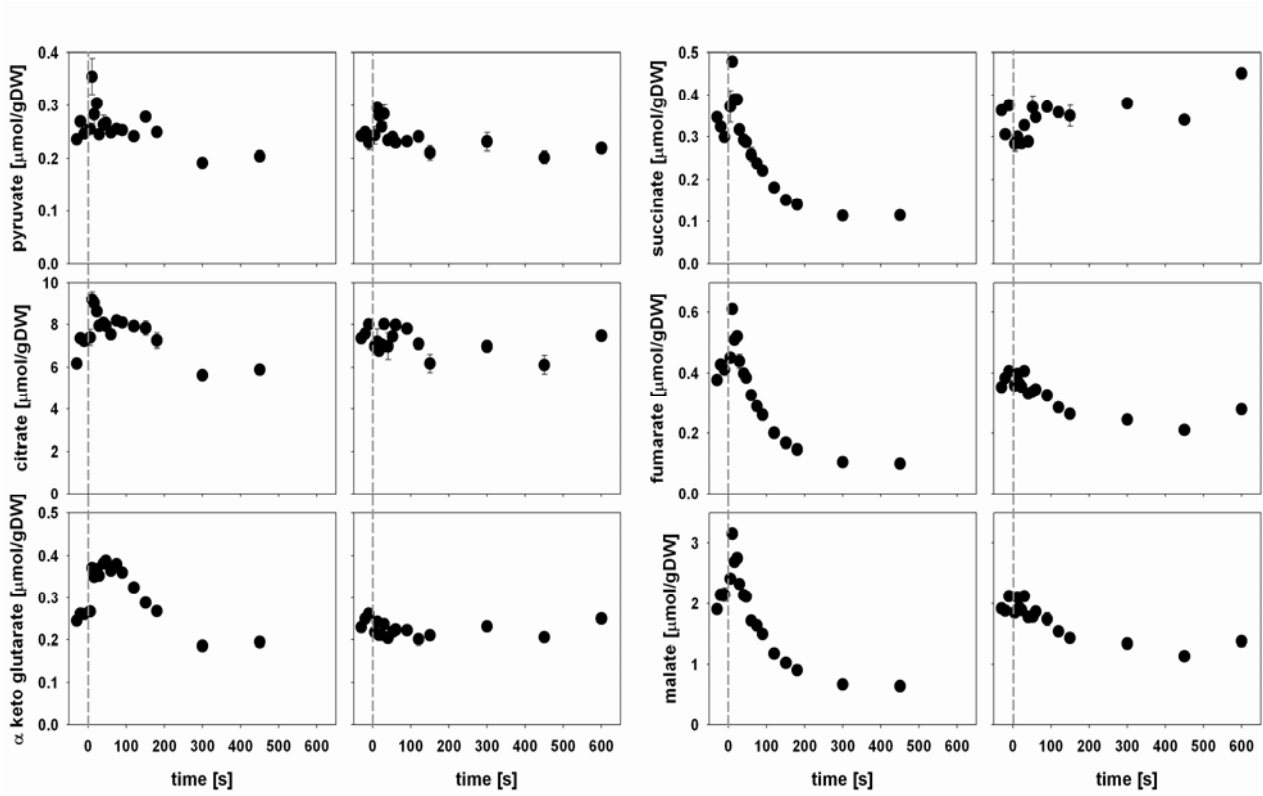 pyruvate [µmol/gDW]
0.4
0.3
0.2
0.1
0.0
succinate [µmol/gDW]
0.5
0.4
0.3
0.2
0.1
0.0
citrate [µmol/gDW]
10
8
6
4
2
0
fumarate [µmol/gDW]
0.6
0.4
0.2
0.0
α keto glutarate [µmol/gDW]
0.5
0.4
0.3
0.2
0.1
0.0
malate [µmol/gDW]
3
2
1
0
0 100 200 300 400 500 600
0 100 200 300 400 500 600
0 100 200 300 400 500 600
0 100 200 300 400 500 600
time [s]
time [s]
time [s]
time [s]